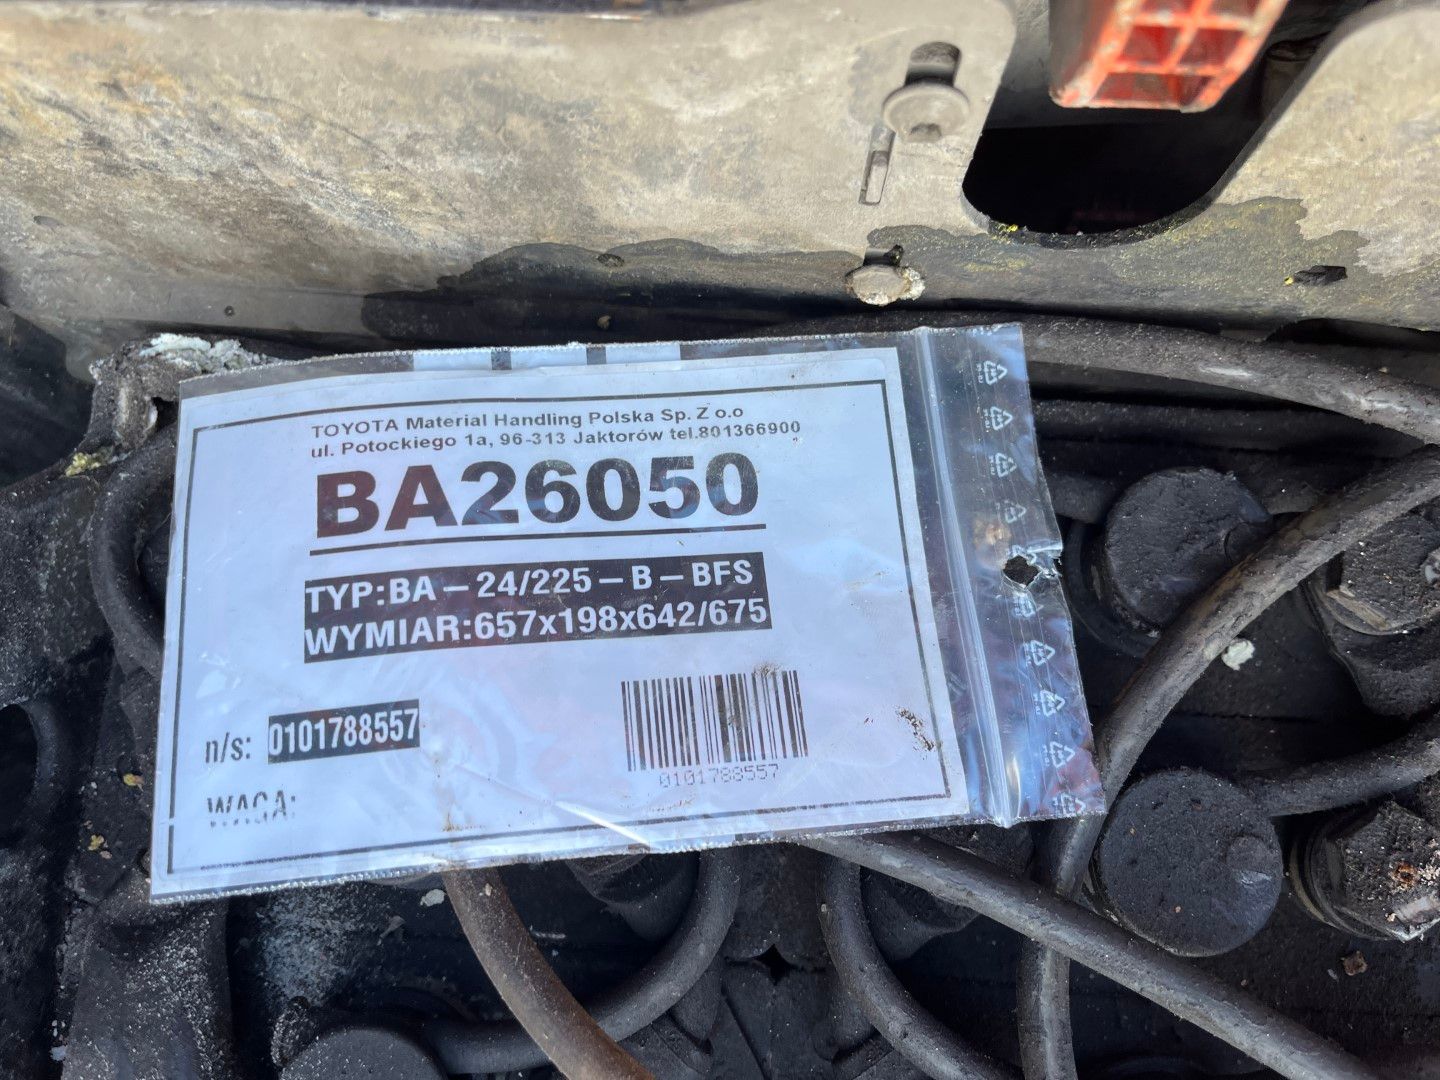 TOYOTA Material Handling Polska Sp. Z o.o
ul. Potockiego 1a, 96-313 Jaktorów tel.801366900
BA26050
TYP:BA – 24/225 – B – BFS
WYMIAR:657x198x642/675
n/s: 0101788557
0101788557
WAGA: